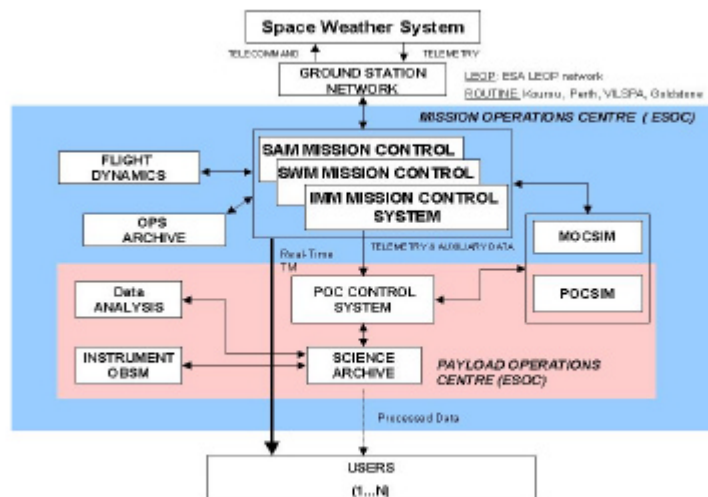 Space Weather System
TELECOMMAND
TELEMETRY
GROUND STATION
NETWORK
LEOP: ESA LEOP network
ROUTINE: Kourou, Perth, VILSPA, Goldstone
MISSION OPERATIONS CENTRE ( ESOC)
SAM MISSION CONTROL
SWM MISSION CONTROL
IMM MISSION CONTROL
SYSTEM
FLIGHT
DYNAMICS
OPS
ARCHIVE
MOCSIM
POCSIM
TELEMETRY & AUXILIARY DATA
Real-Time
TM
Data
ANALYSIS
POC CONTROL
SYSTEM
INSTRUMENT
OBSM
SCIENCE
ARCHIVE
PAYLOAD OPERATIONS
CENTRE (ESOC)
Processed Data
USERS
(1...N)